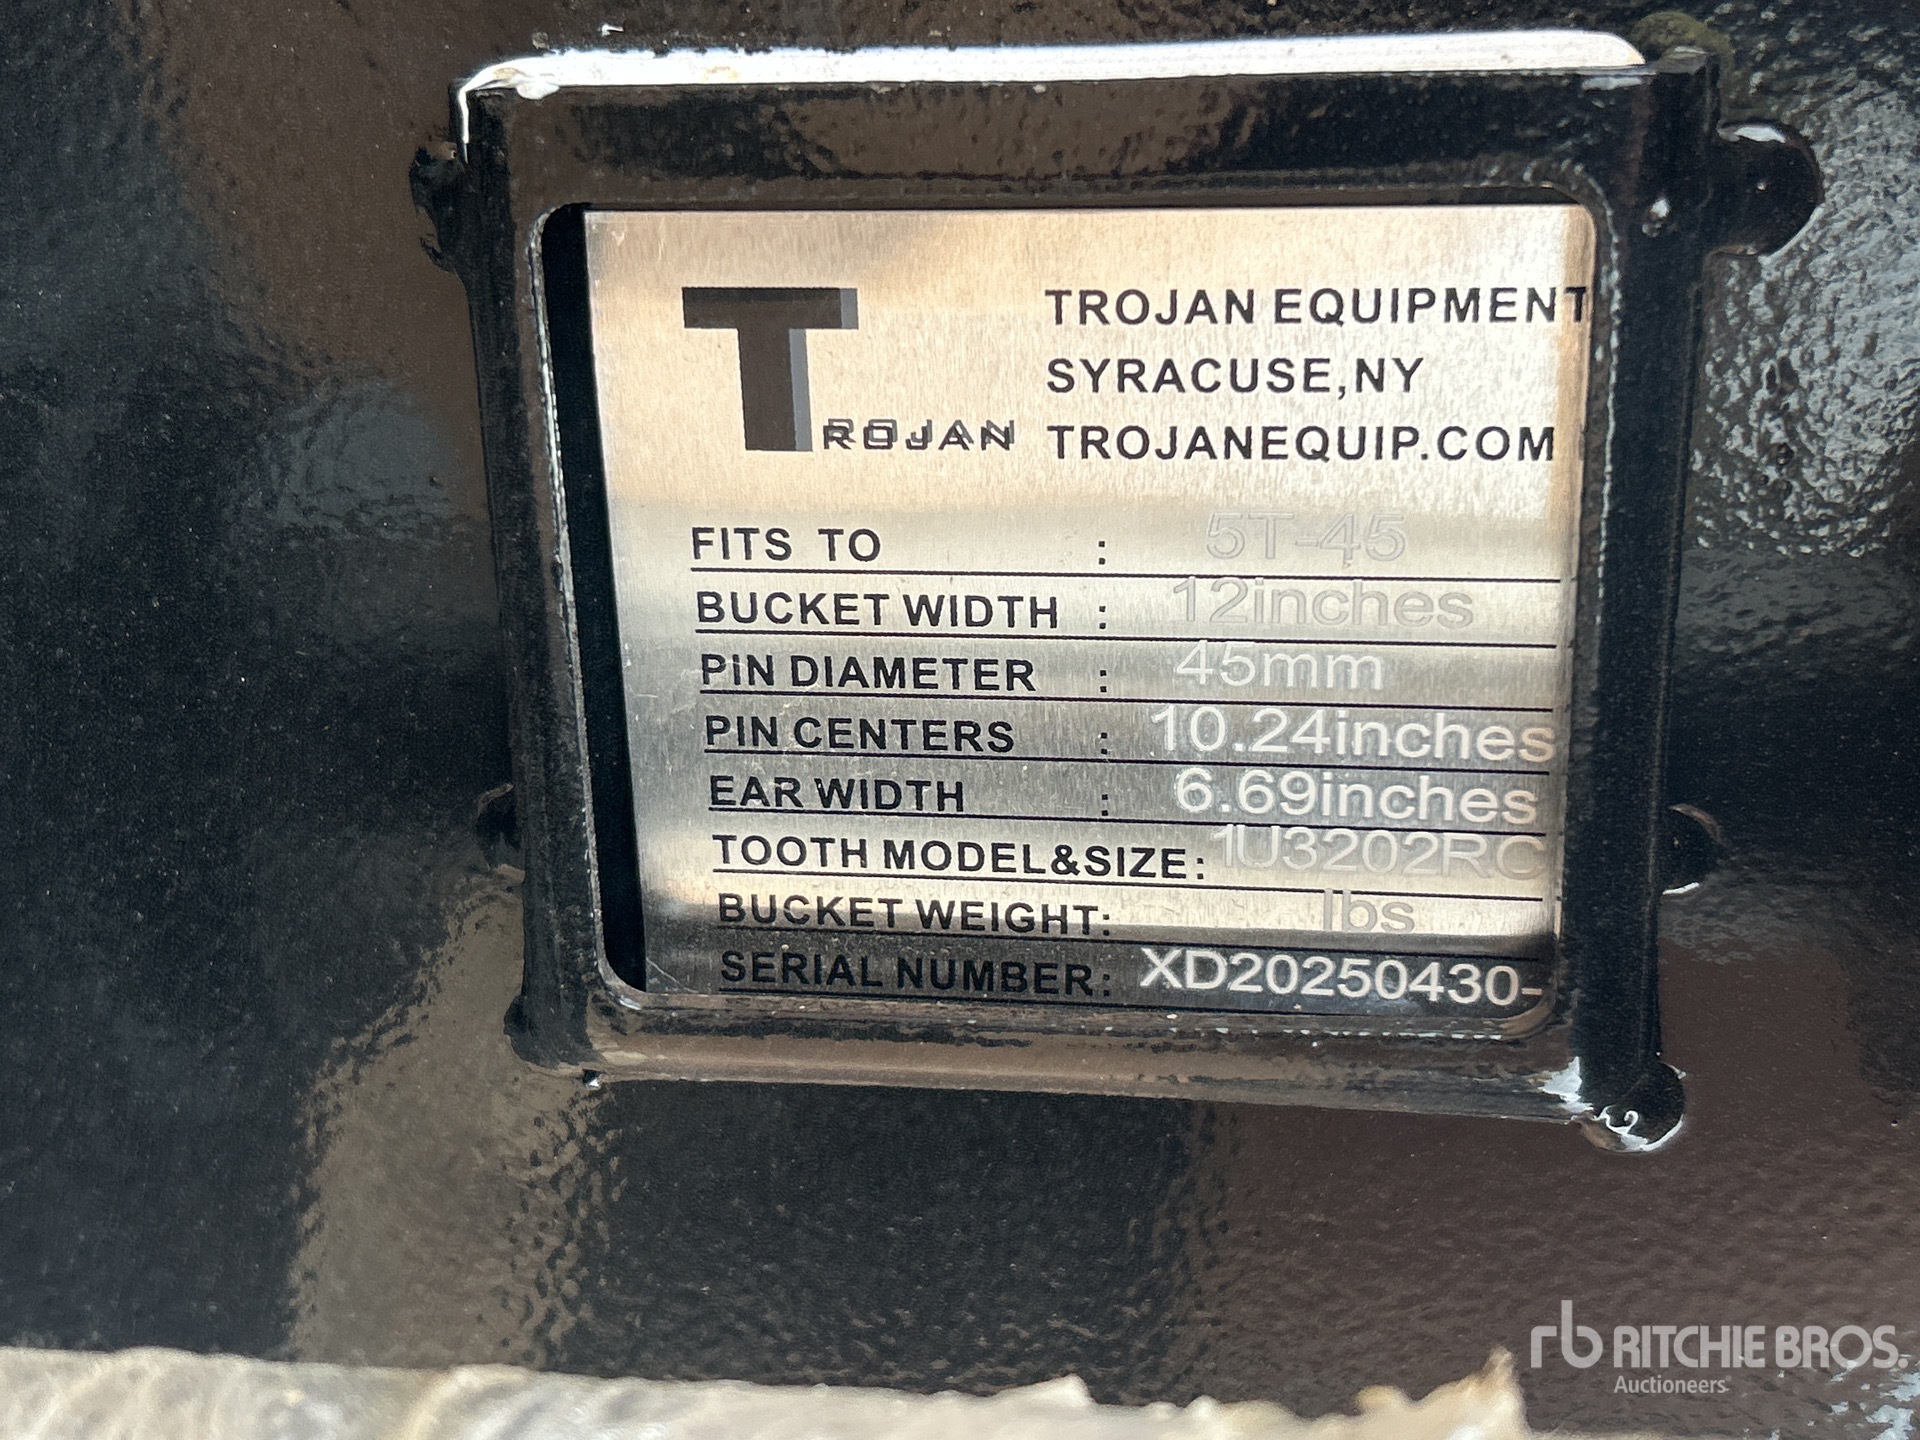 TROJAN
TROJAN EQUIPMENT
SYRACUSE,NY
TROJANEQUIP.COM
FITS TO : 5T-45
BUCKET WIDTH : 12inches
PIN DIAMETER : 45mm
PIN CENTERS : 10.24inches
EAR WIDTH : 6.69inches
TOOTH MODEL&SIZE: 1U3202RC
BUCKET WEIGHT: lbs
SERIAL NUMBER: XD20250430-
rb RITCHIE BROS.
Auctioneers